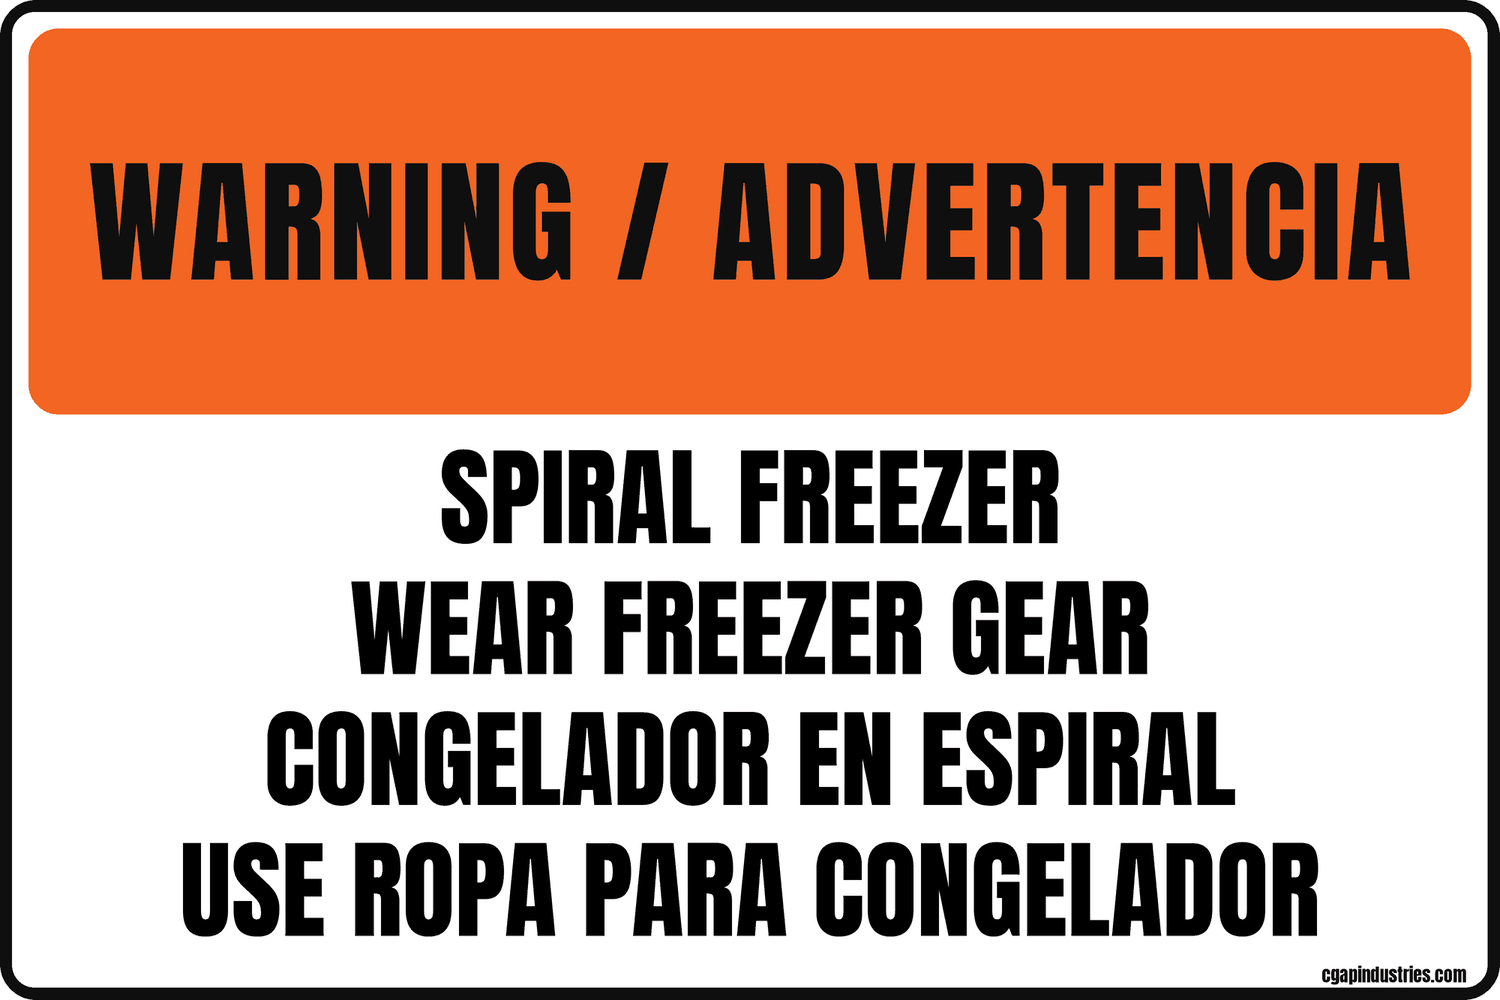 WARNING / ADVERTENCIA
SPIRAL FREEZER
WEAR FREEZER GEAR
CONGELADOR EN ESPIRAL
USE ROPA PARA CONGELADOR
cgapindustries.com